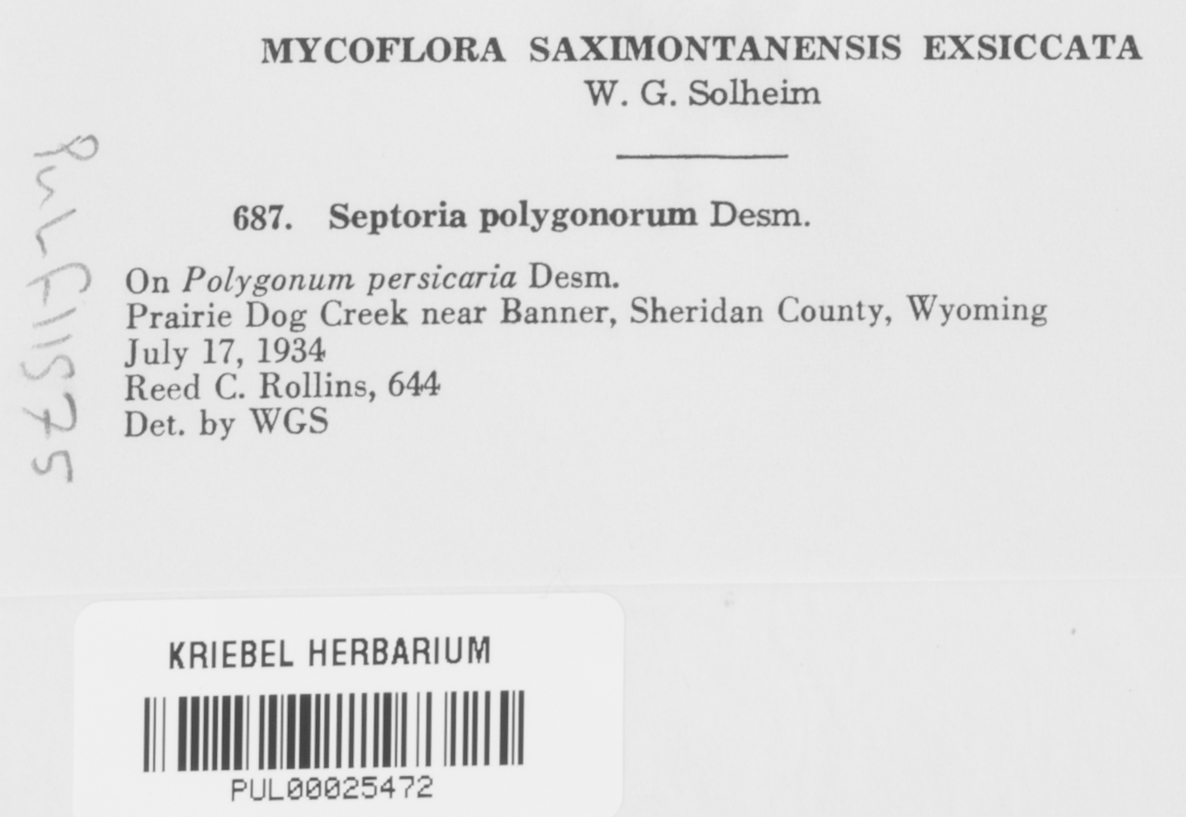 MYCOFLORA SAXIMONTANENSIS EXSICCATA
W. G. Solheim
687. Septoria polygonorum Desm.
On Polygonum persicaria Desm.
Prairie Dog Creek near Banner, Sheridan County, Wyoming
July 17, 1934
Reed C. Rollins, 644
Det. by WGS
PUL F11575
KRIEBEL HERBARIUM
PUL00025472